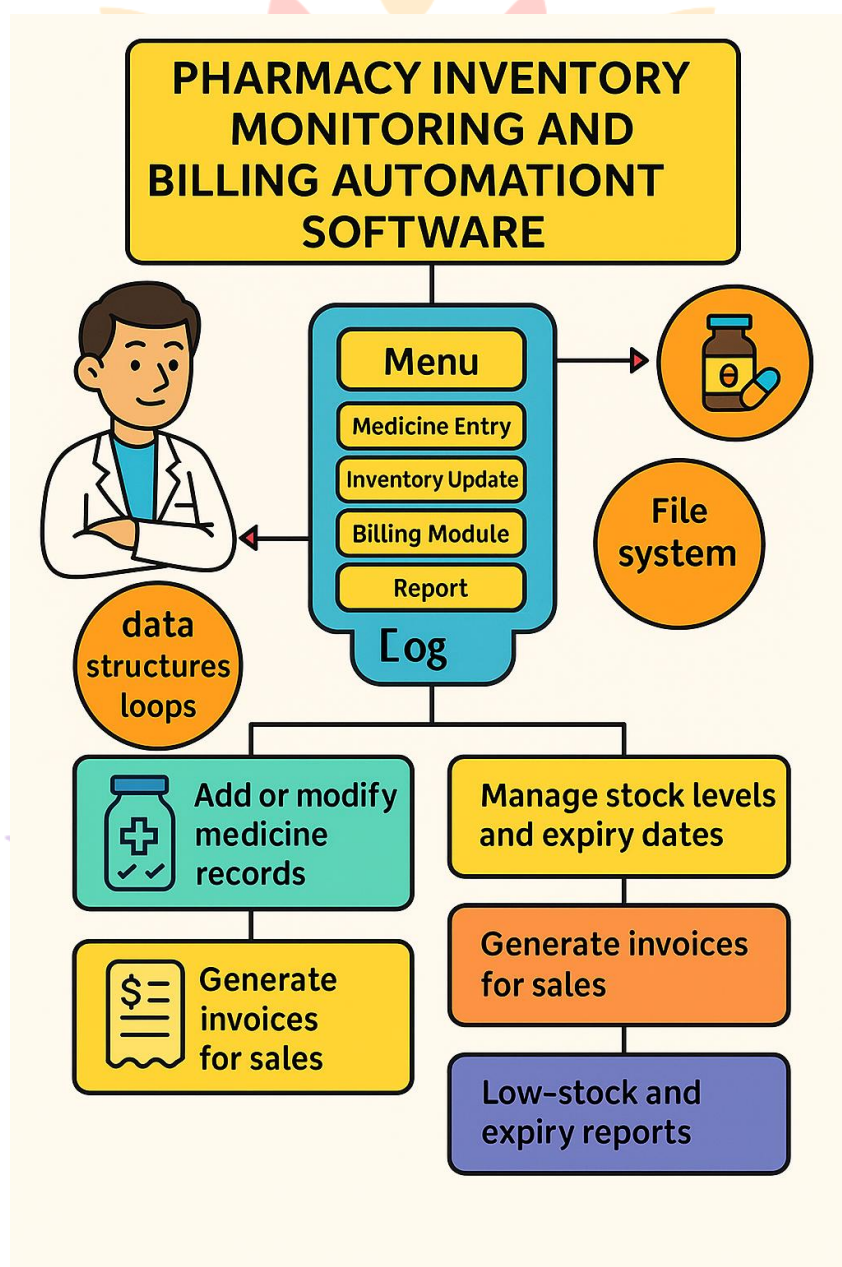 PHARMACY INVENTORY
MONITORING AND
BILLING AUTOMATIONT
SOFTWARE
Menu
Medicine Entry
Inventory Update
Billing Module
Report
Log
File
system
data
structures
loops
Add or modify
medicine
records
Generate
invoices
for sales
Manage stock levels
and expiry dates
Generate invoices
for sales
Low-stock and
expiry reports